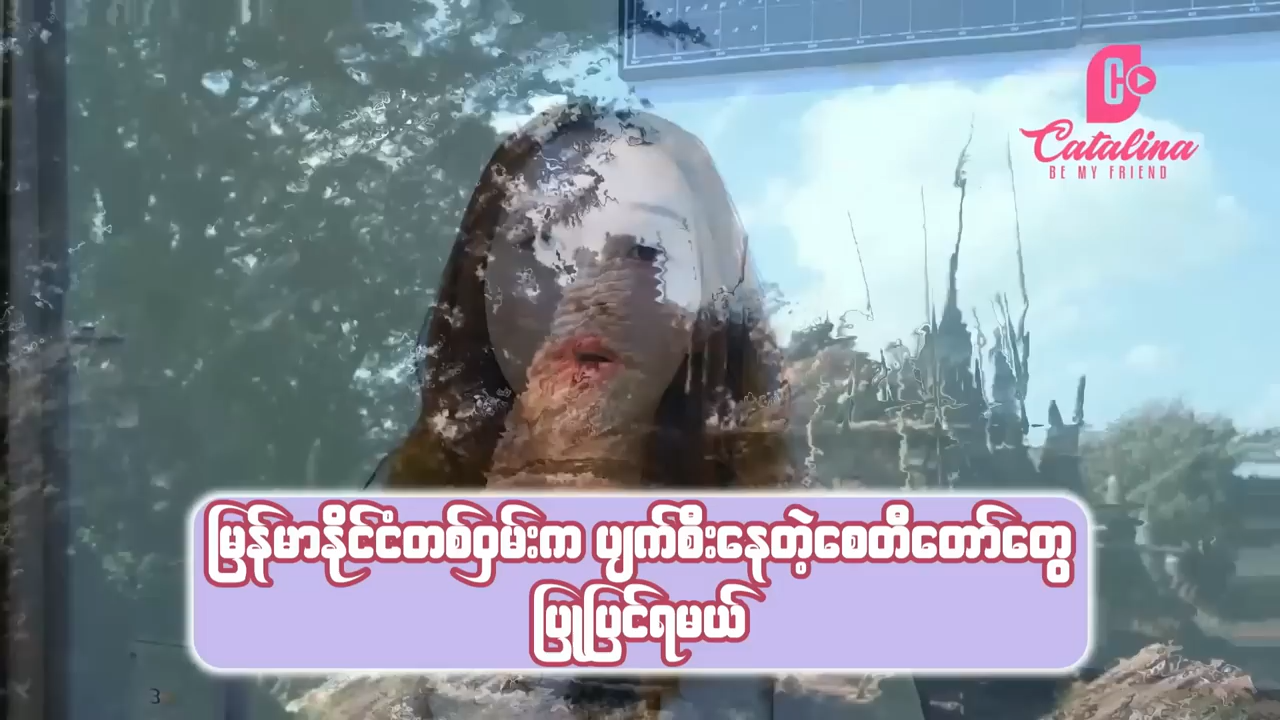 C
Catalina
BE MY FRIEND
မြန်မာနိုင်ငံတစ်ဝှမ်းက ပျက်စီးနေတဲ့စေတီတော်တွေ
ပြုပြင်ရမယ်
3